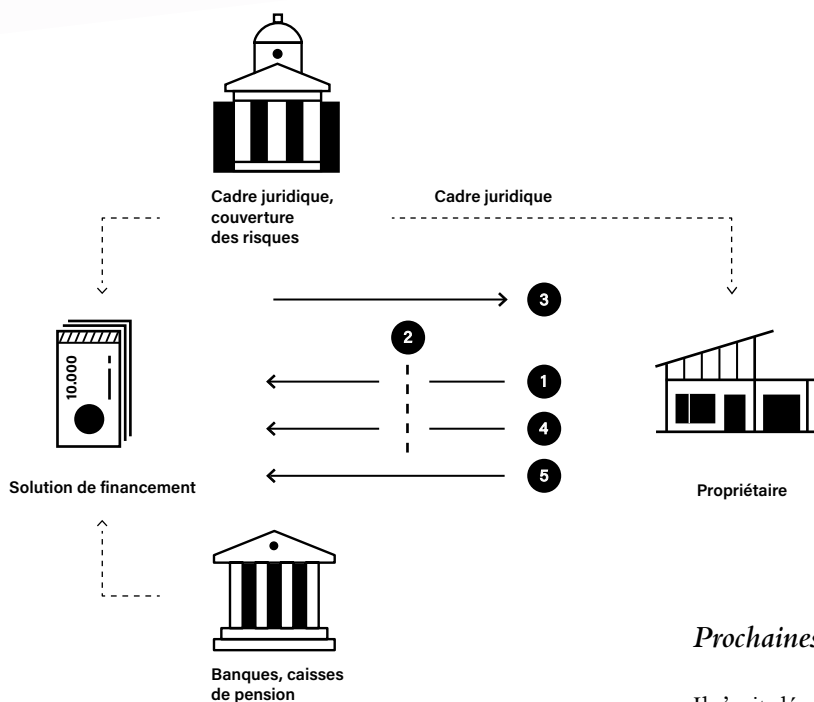 Cadre juridique,
couverture
des risques
Cadre juridique
3
2
10.000
1
4
5
Solution de financement
Propriétaire
Banques, caisses
de pension